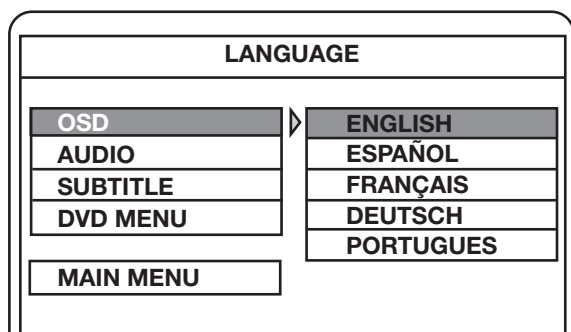 LANGUAGE
OSD
AUDIO
SUBTITLE
DVD MENU
MAIN MENU
ENGLISH
ESPAÑOL
FRANÇAIS
DEUTSCH
PORTUGUES